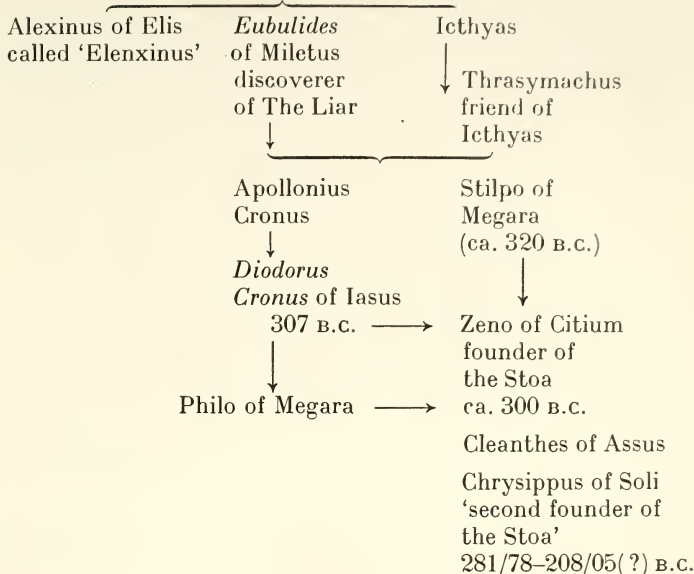 Alexinus of Elis
called ‘Elenxinus’
Eubulides
of Miletus
discoverer
of The Liar
Icthyas
Thrasymachus
friend of
Icthyas
Apollonius
Cronus
Stilpo of
Megara
(ca. 320 B.C.)
Diodorus
Cronus of Iasus
307 B.C.
Zeno of Citium
founder of
the Stoa
ca. 300 B.C.
Philo of Megara
Cleanthes of Assus
Chrysippus of Soli
‘second founder of
the Stoa’
281/78–208/05(?) B.C.